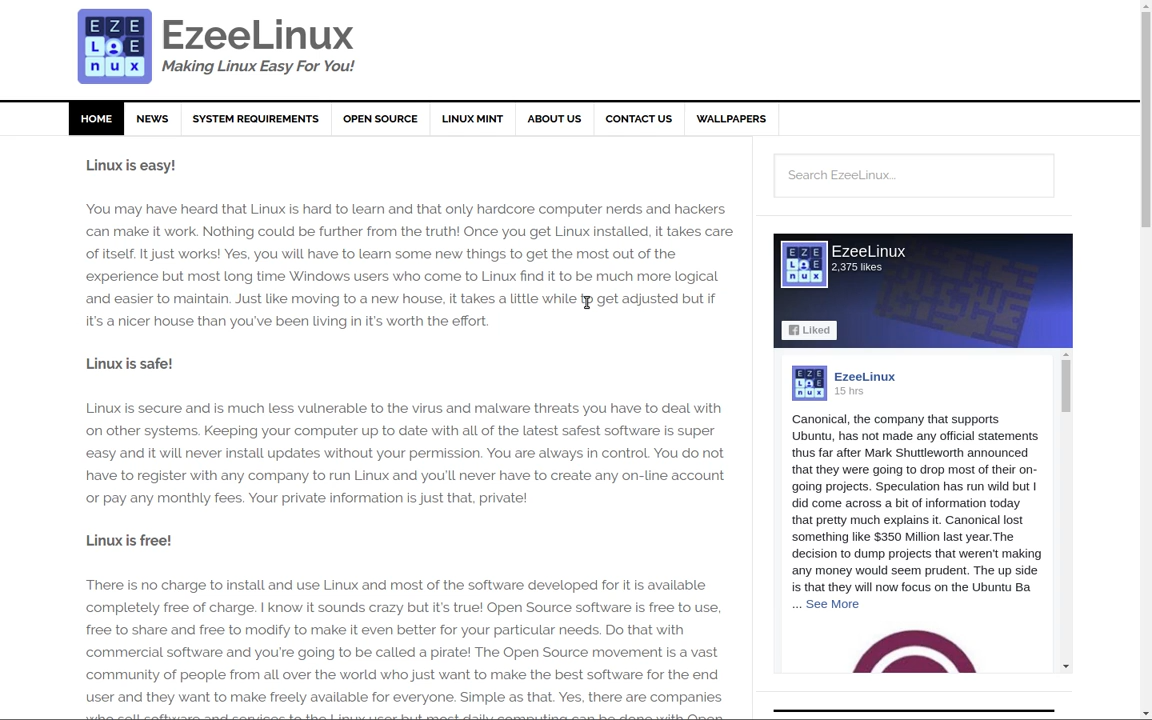 EZE
L E
nux
EzeeLinux
Making Linux Easy For You!
HOME NEWS SYSTEM REQUIREMENTS OPEN SOURCE LINUX MINT ABOUT US CONTACT US WALLPAPERS
Linux is easy!
You may have heard that Linux is hard to learn and that only hardcore computer nerds and hackers
can make it work. Nothing could be further from the truth! Once you get Linux installed, it takes care
of itself. It just works! Yes, you will have to learn some new things to get the most out of the
experience but most long time Windows users who come to Linux find it to be much more logical
and easier to maintain. Just like moving to a new house, it takes a little while to get adjusted but if
it’s a nicer house than you’ve been living in it’s worth the effort.
Linux is safe!
Linux is secure and is much less vulnerable to the virus and malware threats you have to deal with
on other systems. Keeping your computer up to date with all of the latest safest software is super
easy and it will never install updates without your permission. You are always in control. You do not
have to register with any company to run Linux and you’ll never have to create any on-line account
or pay any monthly fees. Your private information is just that, private!
Linux is free!
There is no charge to install and use Linux and most of the software developed for it is available
completely free of charge. I know it sounds crazy but it’s true! Open Source software is free to use,
free to share and free to modify to make it even better for your particular needs. Do that with
commercial software and you’re going to be called a pirate! The Open Source movement is a vast
community of people from all over the world who just want to make the best software for the end
user and they want to make freely available for everyone. Simple as that. Yes, there are companies
who sell software and services to the Linux user but most daily computing can be done with Open
Search EzeeLinux...
EzeeLinux
2,375 likes
Liked
EzeeLinux
15 hrs
Canonical, the company that supports
Ubuntu, has not made any official statements
thus far after Mark Shuttleworth announced
that they were going to drop most of their on-
going projects. Speculation has run wild but I
did come across a bit of information today
that pretty much explains it. Canonical lost
something like $350 Million last year.The
decision to dump projects that weren't making
any money would seem prudent. The up side
is that they will now focus on the Ubuntu Ba
... See More